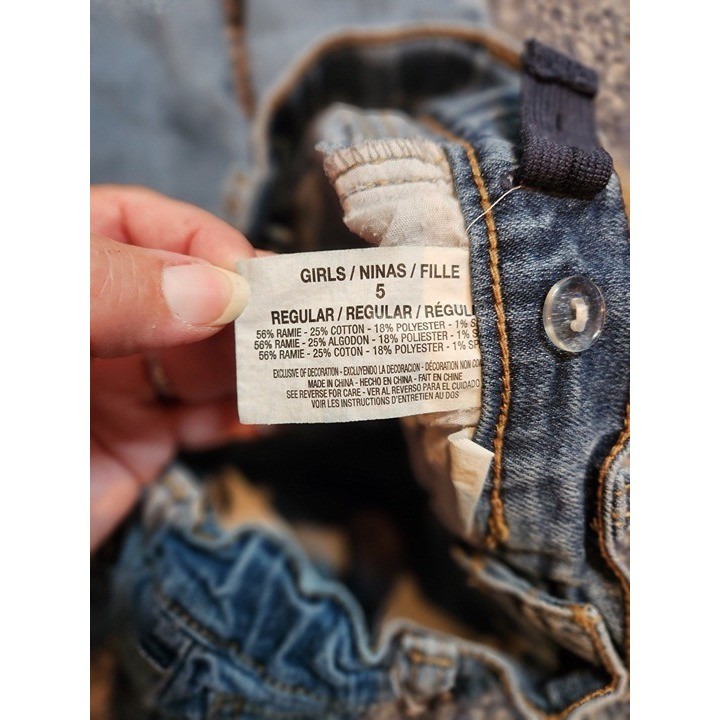 GIRLS / NINAS / FILLE
5
REGULAR / REGULAR /
56% RAMIE - 25% COTTON - 18% POLYESTER - 1%
56% RAMIE - 25% ALGODON - 18% POLIESTER - 1%
56% RAMIE - 25% COTON - 18% POLYESTER - 1%
EXCLUSIVE OF DECORATION - EXCLUYENDO LA DECORACION - DÉCORATION NON
MADE IN CHINA - HECHO EN CHINA - FAIT EN CHINE
SEE REVERSE FOR CARE - VER AL REVERSO PARA EL CUIDADO
VOIR LES INSTRUCTIONS D'ENTRETIEN AU DOS